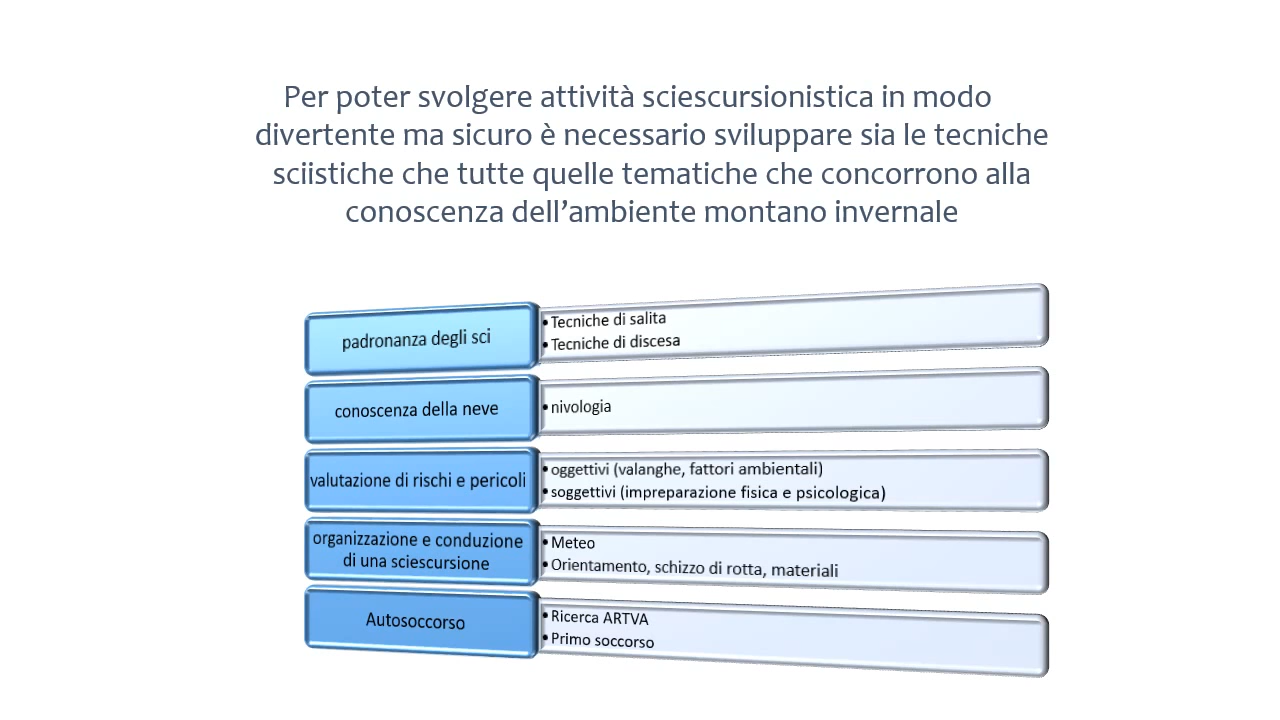 Per poter svolgere attività sciescursionistica in modo
divertente ma sicuro è necessario sviluppare sia le tecniche
sciistiche che tutte quelle tematiche che concorrono alla
conoscenza dell’ambiente montano invernale
padronanza degli sci
•Tecniche di salita
•Tecniche di discesa
conoscenza della neve
•nivologia
valutazione di rischi e pericoli
•oggettivi (valanghe, fattori ambientali)
•soggettivi (impreparazione fisica e psicologica)
organizzazione e conduzione
di una sciescursione
•Meteo
•Orientamento, schizzo di rotta, materiali
Autosoccorso
•Ricerca ARTVA
•Primo soccorso